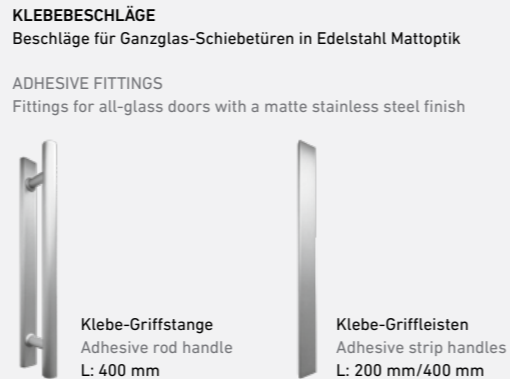 KLEBEBESCHLÄGE
Beschläge für Ganzglas-Schiebetüren in Edelstahl Mattoptik
ADHESIVE FITTINGS
Fittings for all-glass doors with a matte stainless steel finish
Klebe-Griffstange
Adhesive rod handle
L: 400 mm
Klebe-Griffleisten
Adhesive strip handles
L: 200 mm/400 mm